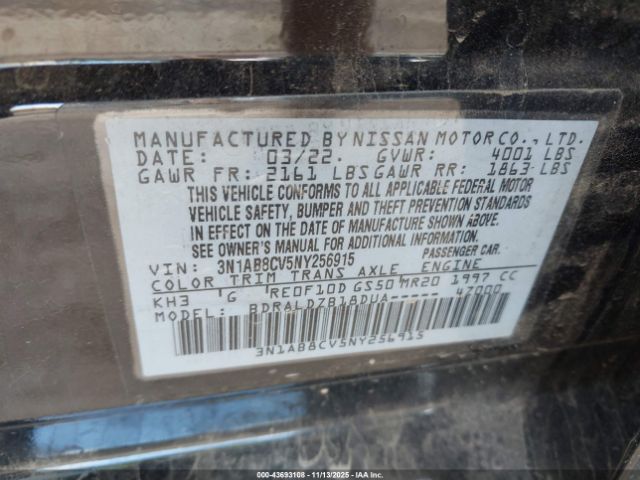 MANUFACTURED BY NISSAN MOTOR CO., LTD.
DATE: 03/22. GVWR: 4001 LBS
GAWR FR: 2161 LBS GAWR RR: 1863 LBS
THIS VEHICLE CONFORMS TO ALL APPLICABLE FEDERAL MOTOR
VEHICLE SAFETY, BUMPER AND THEFT PREVENTION STANDARDS
IN EFFECT ON THE DATE OF MANUFACTURE SHOWN ABOVE.
SEE OWNER'S MANUAL FOR ADDITIONAL INFORMATION.
VIN: 3N1AB8CV5NY256915 PASSENGER CAR.
COLOR TRIM TRANS AXLE ENGINE
KH3 G RE0F10D GS50 MR20 1997 CC
MODEL BDRALDZB18DUA----- 47000
3N1AB8CV5NY256915
000-43693108 - 11/13/2025 - IAAI.COM